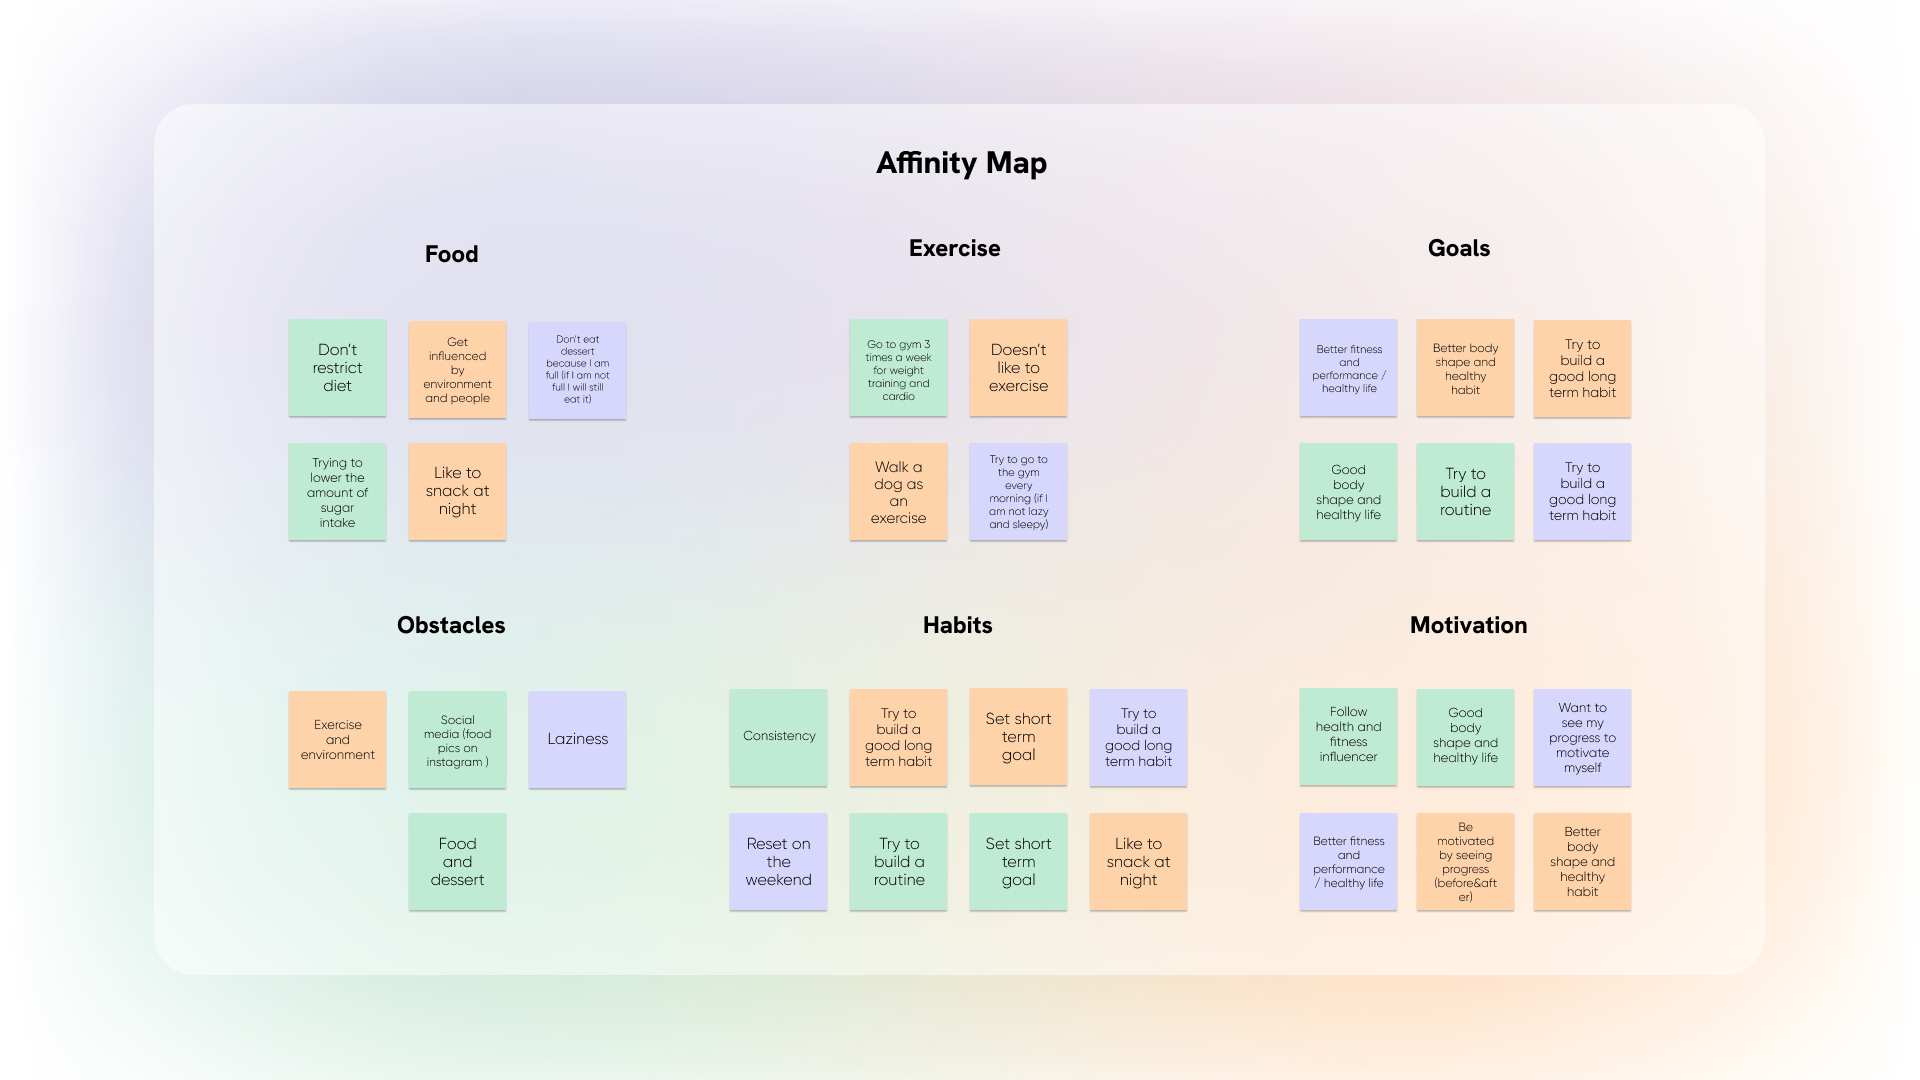 Affinity Map
Food
Don't
restrict
diet
Get
influenced
by
environment
and people
Don't eat
dessert
because I am
full (if I am not
full I will still
eat it)
Trying to
lower the
amount of
sugar
intake
Like to
snack at
night
Exercise
Go to gym 3
times a week
for weight
training and
cardio
Doesn't
like to
exercise
Walk a
dog as
an
exercise
Try to go to
the gym
every
morning (if I
am not lazy
and sleepy)
Goals
Better fitness
and
performance /
healthy life
Better body
shape and
healthy
habit
Try to
build a
good long
term habit
Good
body
shape and
healthy life
Try to
build a
routine
Try to
build a
good long
term habit
Obstacles
Exercise
and
environment
Social
media (food
pics on
instagram )
Laziness
Food
and
dessert
Habits
Consistency
Try to
build a
good long
term habit
Set short
term
goal
Try to
build a
good long
term habit
Reset on
the
weekend
Try to
build a
routine
Set short
term
goal
Like to
snack at
night
Motivation
Follow
health and
fitness
influencer
Good
body
shape and
healthy life
Want to
see my
progress to
motivate
myself
Better fitness
and
performance
/ healthy life
Be
motivated
by seeing
progress
(before&aft
er)
Better
body
shape and
healthy
habit